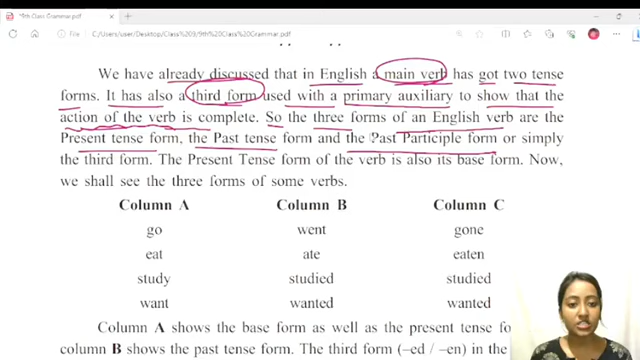 *9th Class Grammar.pdf
File | C:/Users/user/Desktop/Class%209/9th%20Class%20Grammar.pdf
We have already discussed that in English a main verb has got two tense
forms. It has also a third form used with a primary auxiliary to show that the
action of the verb is complete. So the three forms of an English verb are the
Present tense form, the Past tense form and the Past Participle form or simply
the third form. The Present Tense form of the verb is also its base form. Now,
we shall see the three forms of some verbs.
Column A Column B Column C
go went gone
eat ate eaten
study studied studied
want wanted wanted
Column A shows the base form as well as the present tense fo
column B shows the past tense form. The third form (–ed / –en) in the